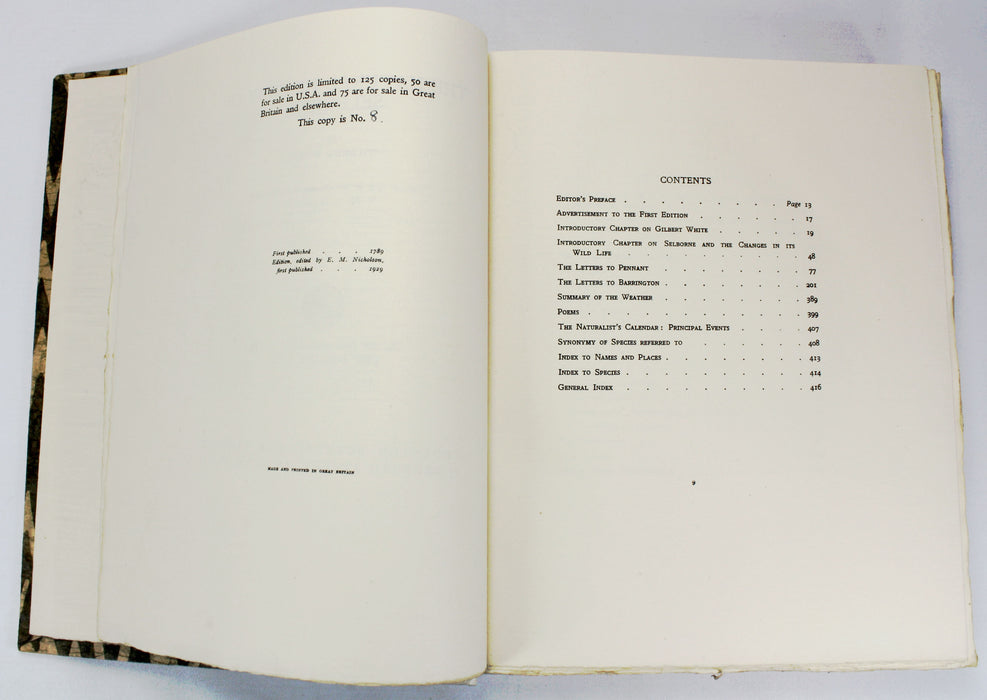 This edition is limited to 125 copies, 50 are
for sale in U.S.A. and 75 are for sale in Great
Britain and elsewhere.
This copy is No. 8.
First published . . . 1789
Edition, edited by E. M. Nicholson,
first published . . . 1929
MADE AND PRINTED IN GREAT BRITAIN
CONTENTS
Editor's Preface . . . . . . . . Page 13
Advertisement to the First Edition . . . . . 17
Introductory Chapter on Gilbert White . . . . . 19
Introductory Chapter on Selborne and the Changes in its
Wild Life . . . . . . . . 48
The Letters to Pennant . . . . . . 77
The Letters to Barrington . . . . . . 201
Summary of the Weather . . . . . . 389
Poems . . . . . . . . . 399
The Naturalist's Calendar: Principal Events . . . . 407
Synonymy of Species referred to . . . . . 408
Index to Names and Places . . . . . . 413
Index to Species . . . . . . . . 414
General Index . . . . . . . . 416
9